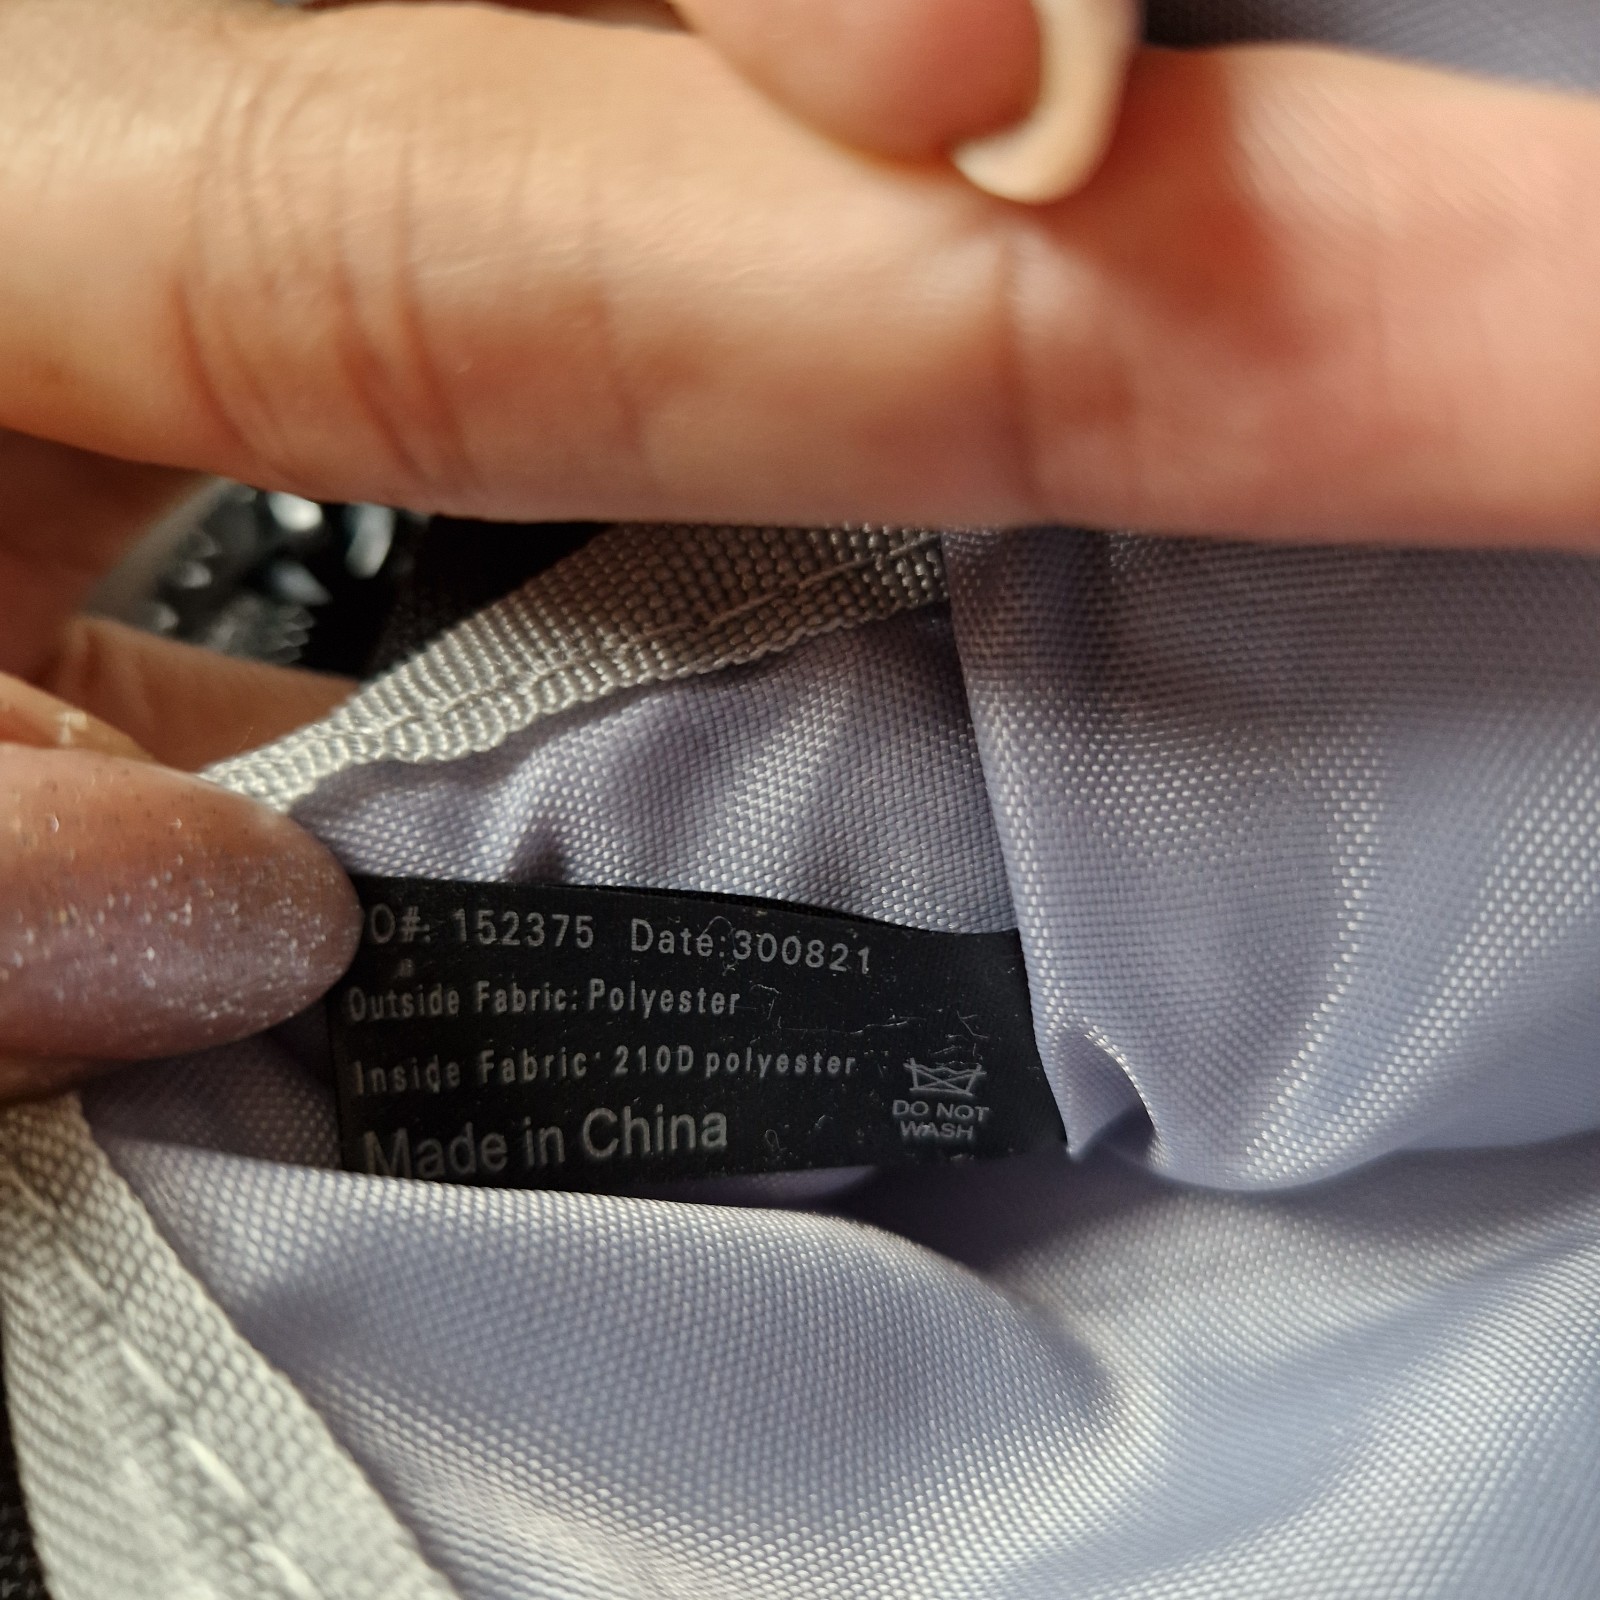 O#: 152375 Date:300821
Outside Fabric: Polyester
Inside Fabric: 210D polyester
Made in China
DO NOT
WASH